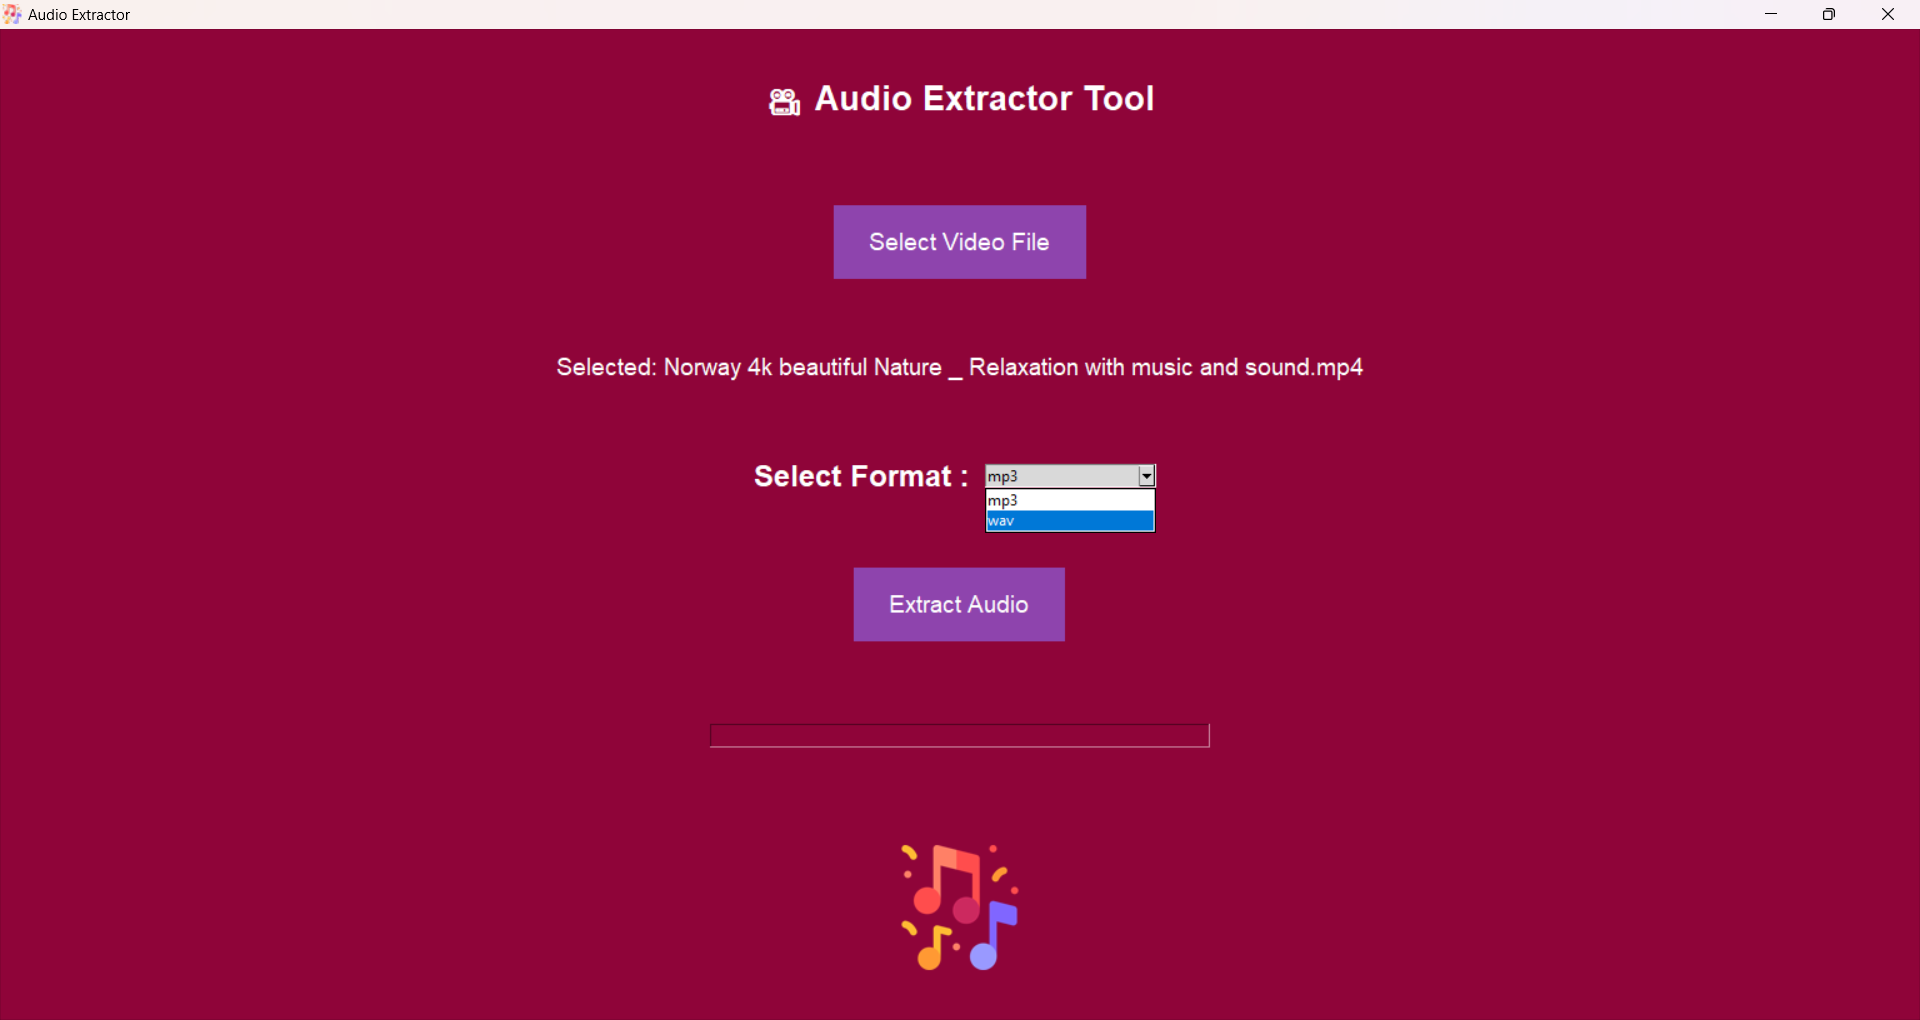 Audio Extractor
Audio Extractor Tool
Select Video File
Selected: Norway 4k beautiful Nature _ Relaxation with music and sound.mp4
Select Format : mp3
mp3
wav
Extract Audio